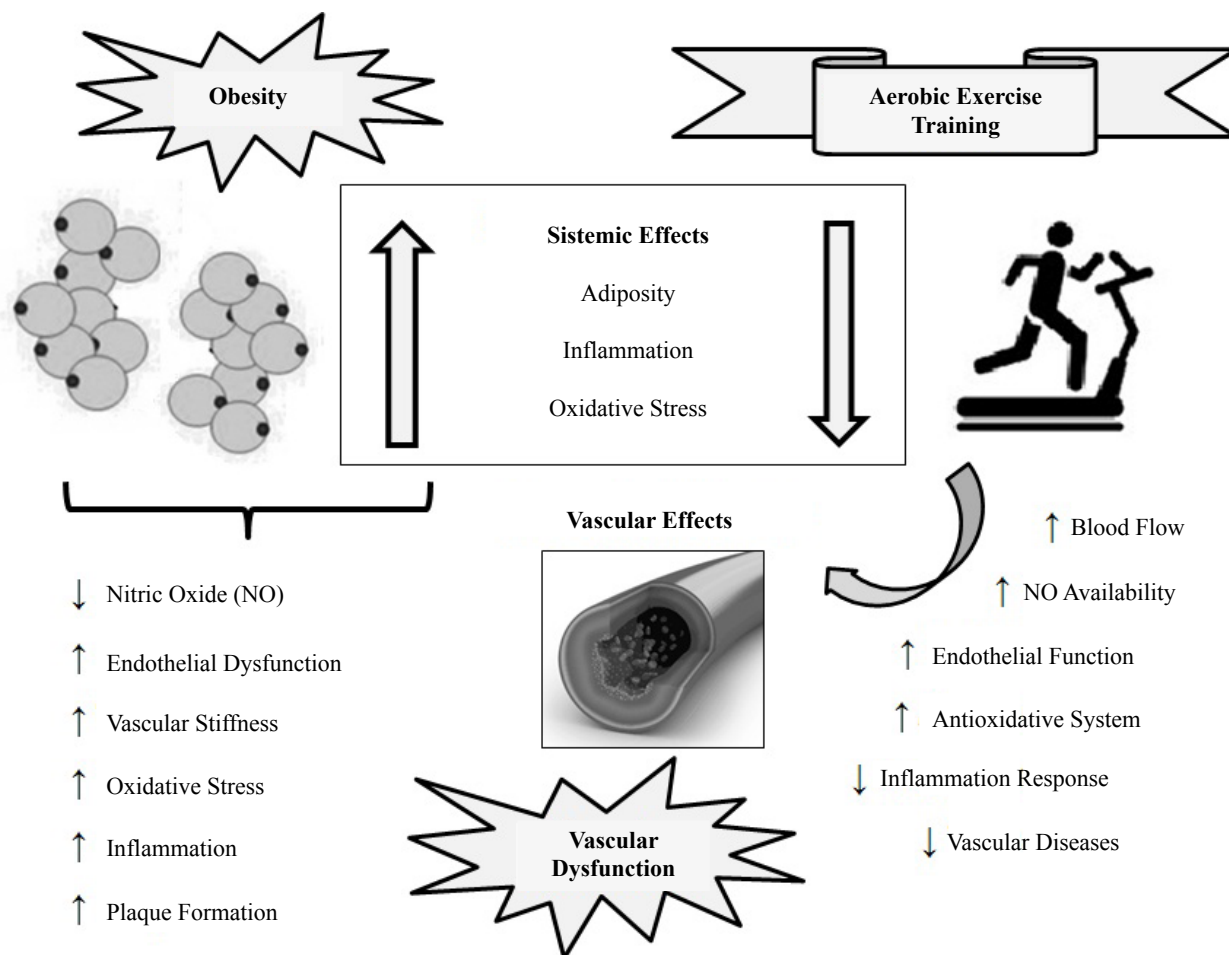 Obesity
Aerobic Exercise
Training
Sistemic Effects
Adiposity
Inflammation
Oxidative Stress
Vascular Effects
↓ Nitric Oxide (NO)
↑ Endothelial Dysfunction
↑ Vascular Stiffness
↑ Oxidative Stress
↑ Inflammation
↑ Plaque Formation
↑ Blood Flow
↑ NO Availability
↑ Endothelial Function
↑ Antioxidative System
↓ Inflammation Response
↓ Vascular Diseases
Vascular
Dysfunction